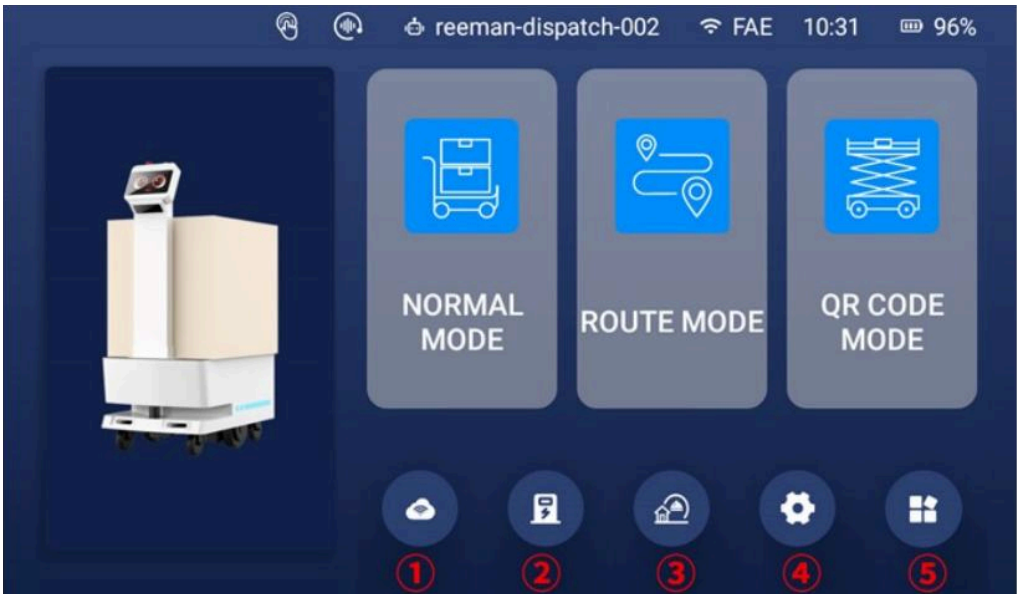 reeman-dispatch-002 FAE 10:31 96%
NORMAL
MODE
ROUTE MODE
QR CODE
MODE
① ② ③ ④ ⑤